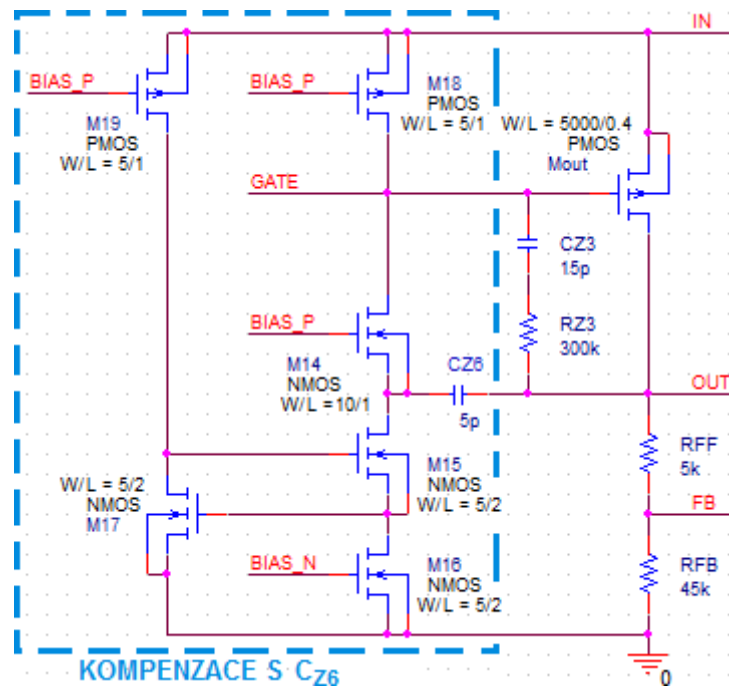 IN
BIAS_P
BIAS_P
M18
PMOS
W/L = 5/1
M19
PMOS
W/L = 5/1
W/L = 5000/0.4
PMOS
Mout
GATE
CZ3
15p
BIAS_P
RZ3
300k
M14
NMOS
W/L = 10/1
CZ6
5p
OUT
RFF
5k
W/L = 5/2
NMOS
M17
M15
NMOS
W/L = 5/2
FB
BIAS_N
M16
NMOS
W/L = 5/2
RFB
45k
0
KOMPENZACE S CZ6